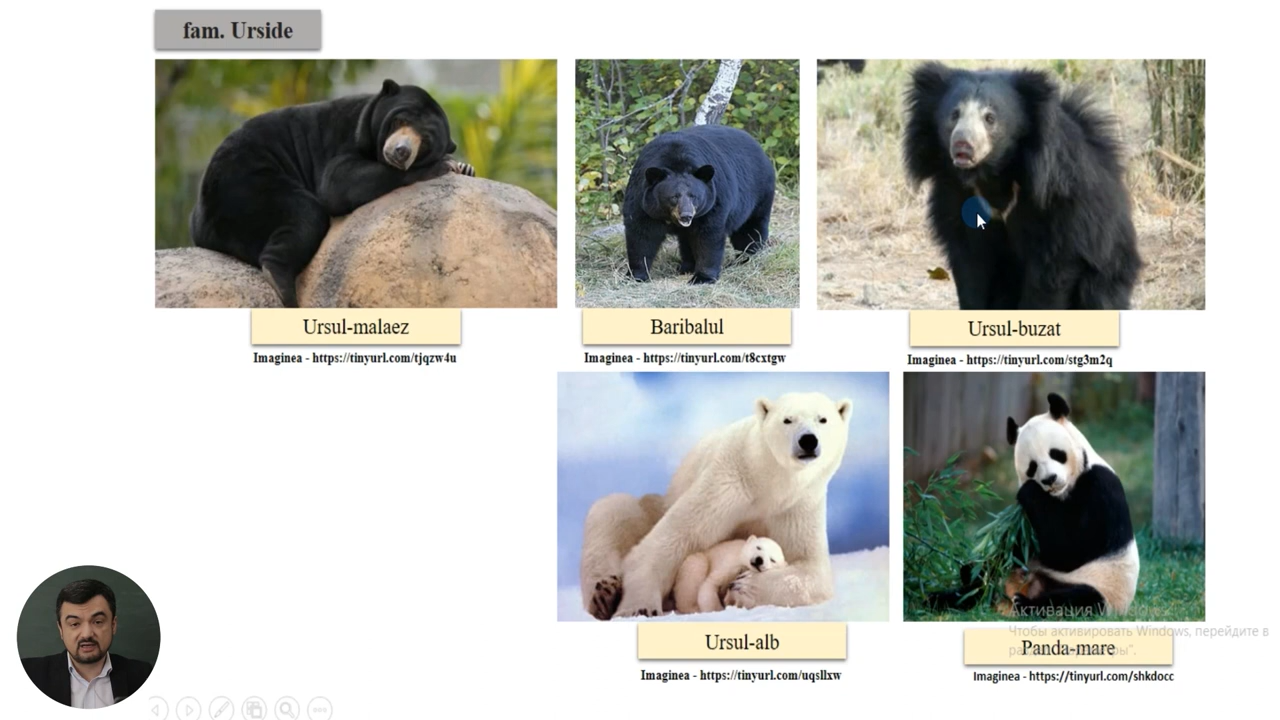 fam. Urside
Ursul-malaez
Imaginea - https://tinyurl.com/tjqzw4u
Baribalul
Imaginea - https://tinyurl.com/t8cxtgw
Ursul-buzat
Imaginea - https://tinyurl.com/stg3m2q
Ursul-alb
Imaginea - https://tinyurl.com/uqsllxw
Panda-mare
Imaginea - https://tinyurl.com/shkdocc
Активация Windows
Чтобы активировать Windows, перейдите в